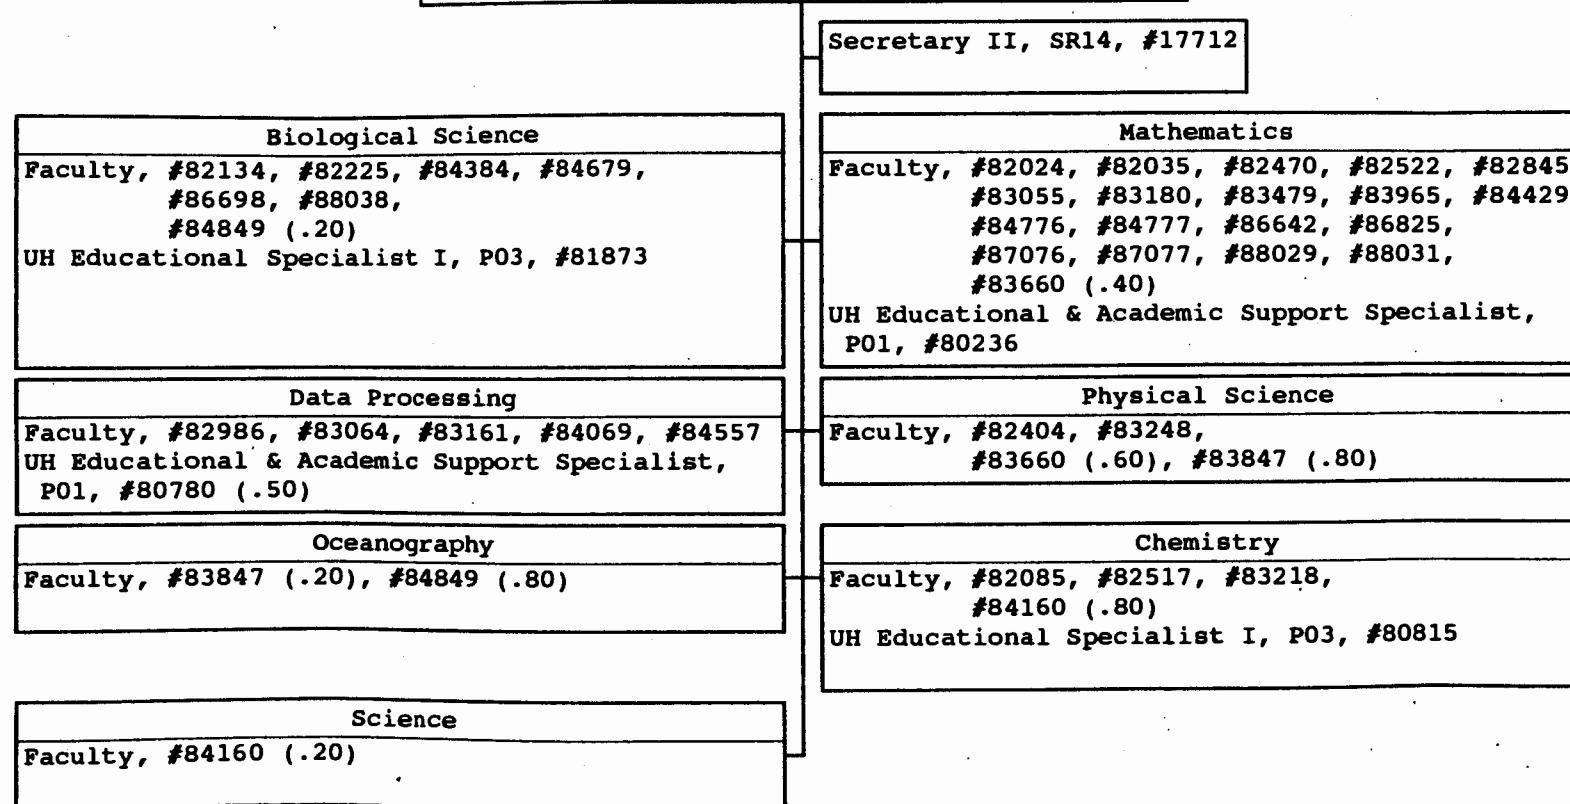 Secretary II, SR14, #17712
Biological Science
Faculty, #82134, #82225, #84384, #84679,
#86698, #88038,
#84849 (.20)
UH Educational Specialist I, P03, #81873
Mathematics
Faculty, #82024, #82035, #82470, #82522, #82845
#83055, #83180, #83479, #83965, #84429
#84776, #84777, #86642, #86825,
#87076, #87077, #88029, #88031,
#83660 (.40)
UH Educational & Academic Support Specialist,
P01, #80236
Data Processing
Faculty, #82986, #83064, #83161, #84069, #84557
UH Educational & Academic Support Specialist,
P01, #80780 (.50)
Physical Science
Faculty, #82404, #83248,
#83660 (.60), #83847 (.80)
Oceanography
Faculty, #83847 (.20), #84849 (.80)
Chemistry
Faculty, #82085, #82517, #83218,
#84160 (.80)
UH Educational Specialist I, P03, #80815
Science
Faculty, #84160 (.20)